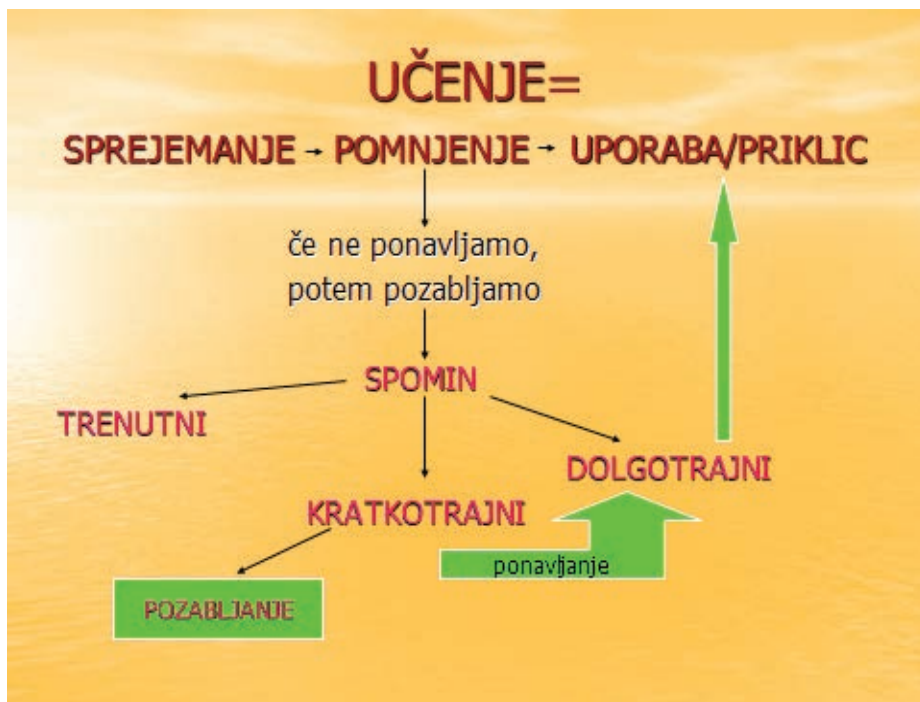 UČENJE=
SPREJEMANJE → POMNJENJE → UPORABA/PRIKLIC
če ne ponavljamo,
potem pozabljamo
SPOMIN
TRENUTNI
DOLGOTRAJNI
KRATKOTRAJNI
ponavljanje
POZABLJANJE